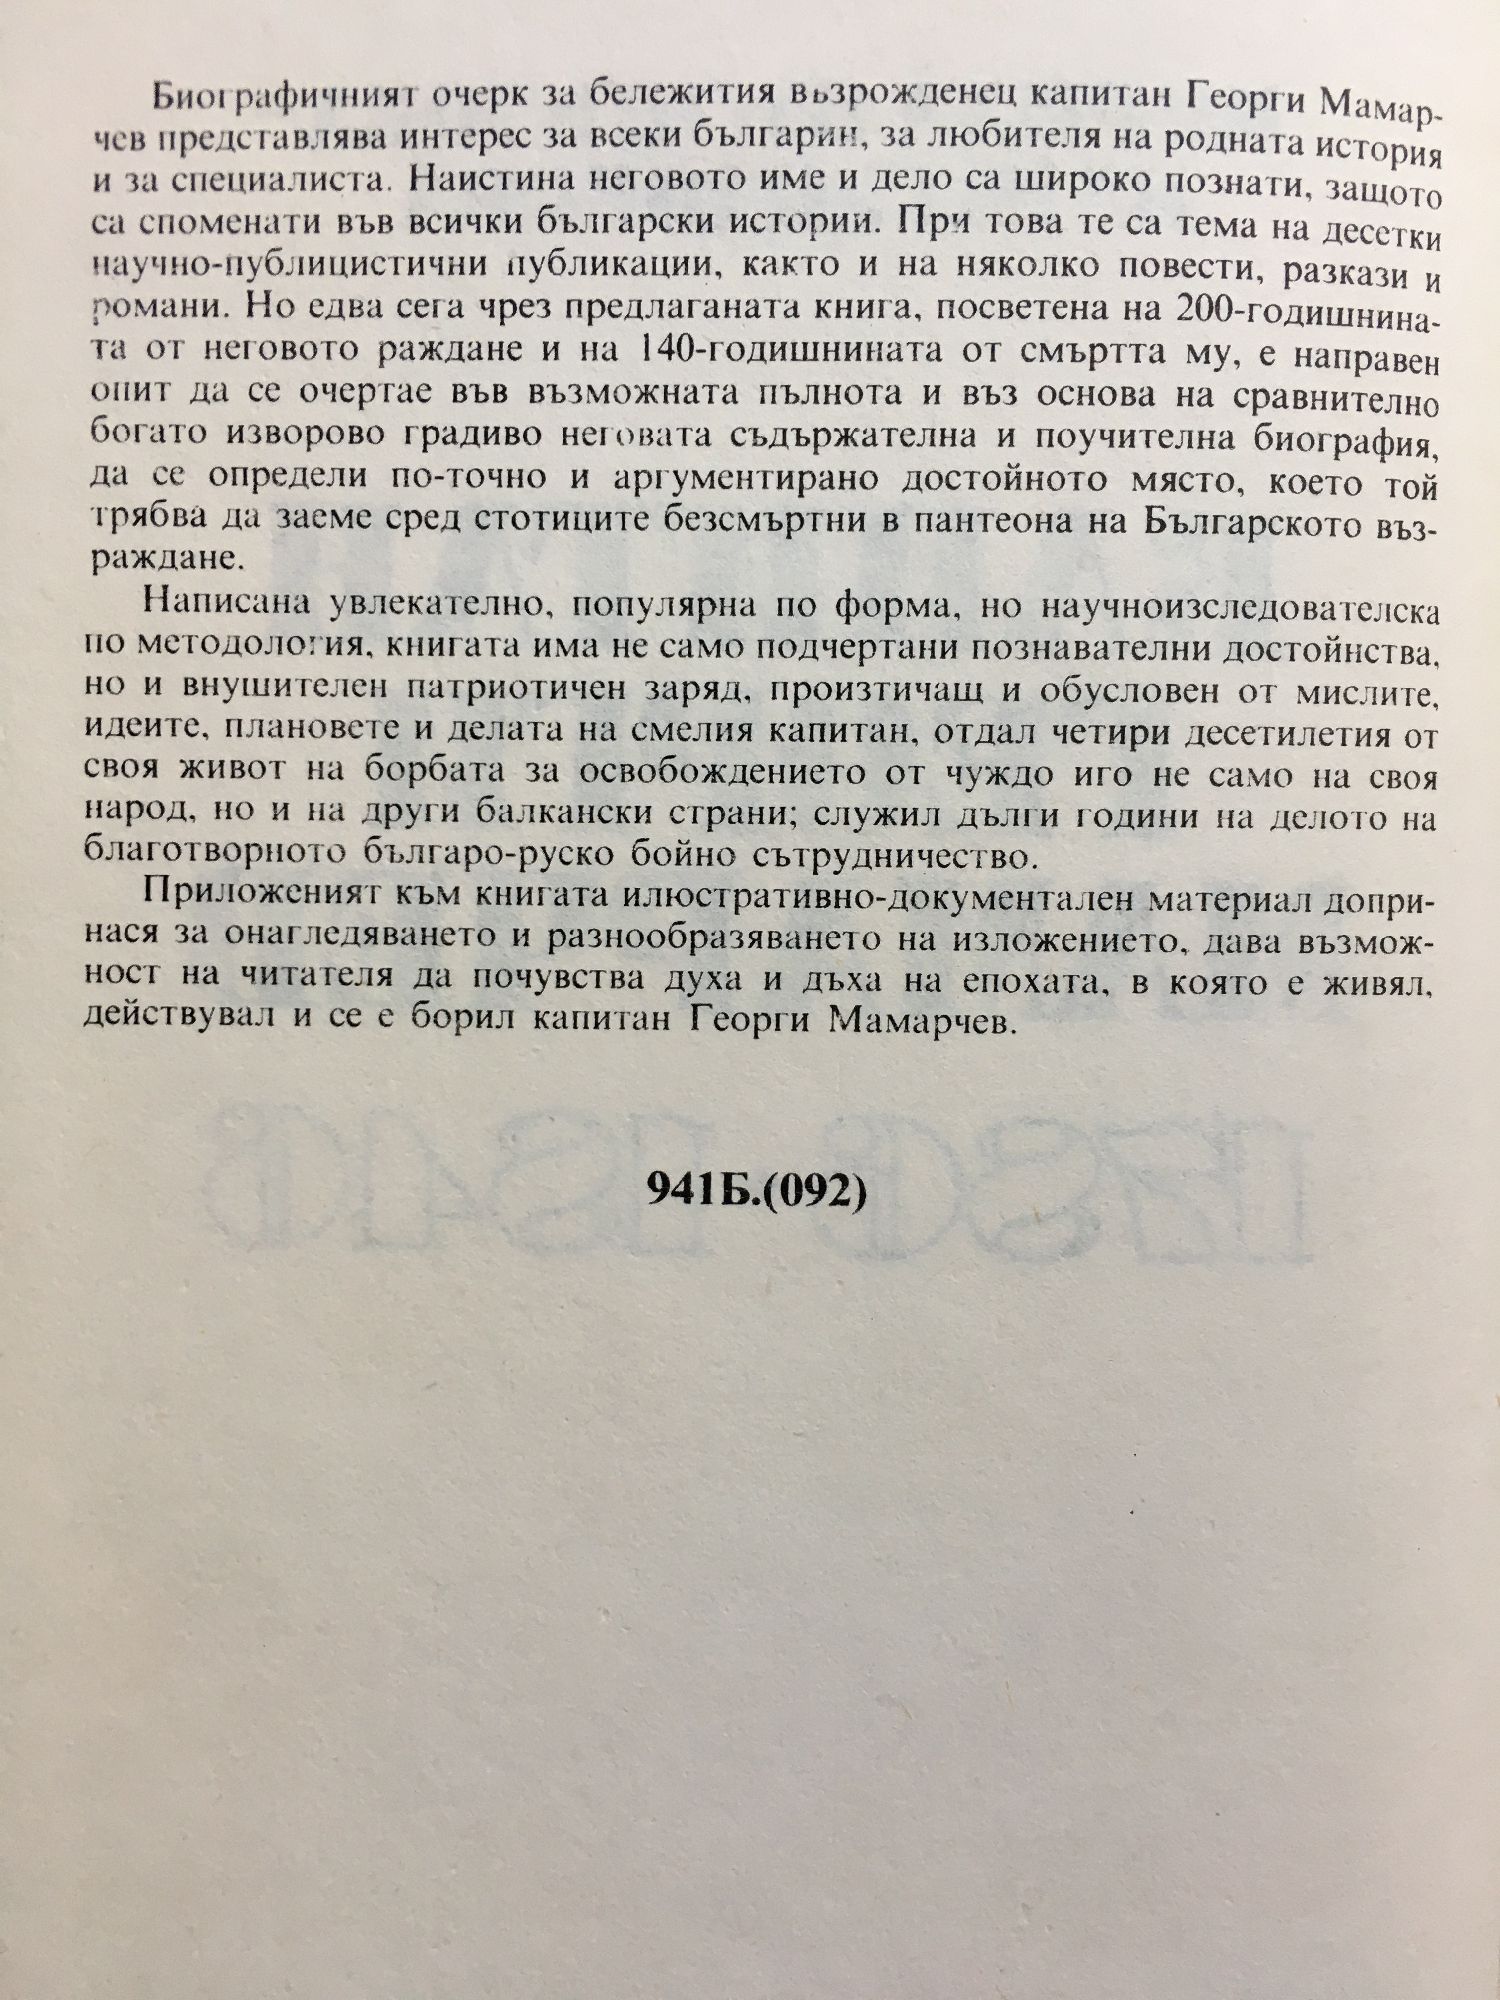 Биографичният очерк за бележития възрожденец капитан Георги Мамар-
чев представлява интерес за всеки българин, за любителя на родната история
и за специалиста. Наистина неговото име и дело са широко познати, защото
са споменати във всички български истории. При това те са тема на десетки
научно-публицистични публикации, както и на няколко повести, разкази и
романи. Но едва сега чрез предлаганата книга, посветена на 200-годишнина-
та от неговото раждане и на 140-годишнината от смъртта му, е направен
опит да се очертае във възможната пълнота и въз основа на сравнително
богато изворово градиво неговата съдържателна и поучителна биография,
да се определи по-точно и аргументирано достойното място, което той
трябва да заеме сред стотиците безсмъртни в пантеона на Българското въз-
раждане.
Написана увлекателно, популярна по форма, но научноизследователска
по методология, книгата има не само подчертани познавателни достойнства,
но и внушителен патриотичен заряд, произтичащ и обусловен от мислите,
идеите, плановете и делата на смелия капитан, отдал четири десетилетия от
своя живот на борбата за освобождението от чуждо иго не само на своя
народ, но и на други балкански страни; служил дълги години на делото на
благотворното българо-руско бойно сътрудничество.
Приложеният към книгата илюстративно-документален материал допри-
нася за онагледяването и разнообразяването на изложението, дава възмож-
ност на читателя да почувства духа и дъха на епохата, в която е живял,
действувал и се е борил капитан Георги Мамарчев.
941Б.(092)